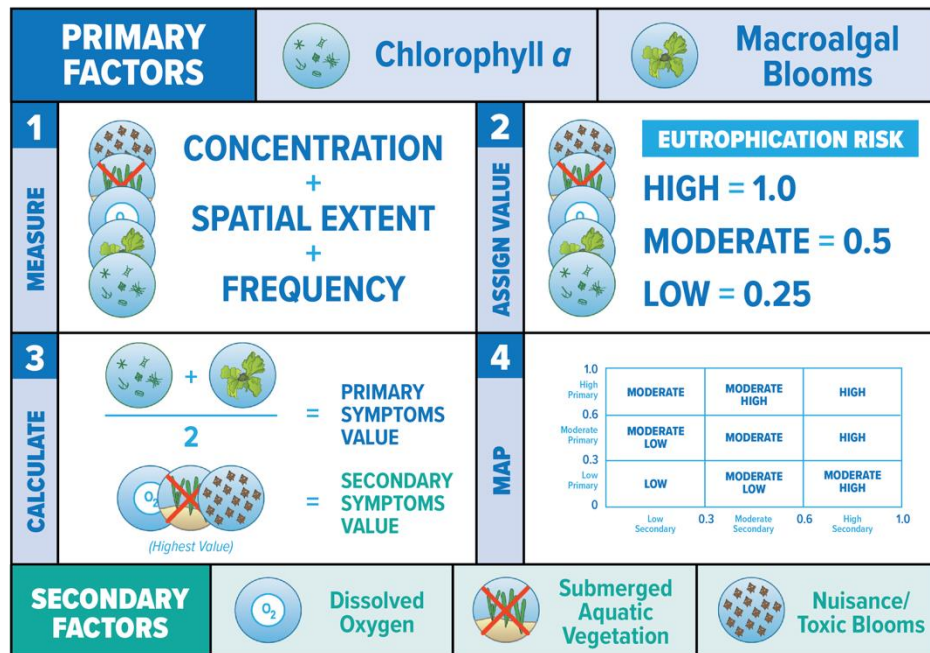 PRIMARY
FACTORS
Chlorophyll a
Macroalgal
Blooms
1
MEASURE
CONCENTRATION
+
SPATIAL EXTENT
+
FREQUENCY
2
ASSIGN VALUE
EUTROPHICATION RISK
HIGH = 1.0
MODERATE = 0.5
LOW = 0.25
O2
O2
3
CALCULATE
+
2
=
PRIMARY
SYMPTOMS
VALUE
O2
(Highest Value)
=
SECONDARY
SYMPTOMS
VALUE
4
MAP
1.0
High
Primary
MODERATE
MODERATE
HIGH
HIGH
0.6
Moderate
Primary
MODERATE
LOW
MODERATE
HIGH
0.3
Low
Primary
LOW
MODERATE
LOW
MODERATE
HIGH
0
Low
Secondary
0.3
Moderate
Secondary
0.6
High
Secondary
1.0
SECONDARY
FACTORS
O2
Dissolved
Oxygen
Submerged
Aquatic
Vegetation
Nuisance/
Toxic Blooms